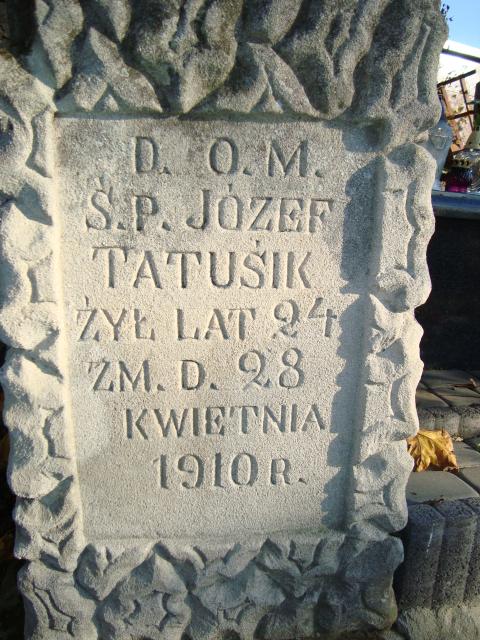 D. O. M.
Ś.P. JÓZEF
TATUŚIK
ŻYŁ LAT 24
ZM. D. 28
KWIETNIA
1910 R.